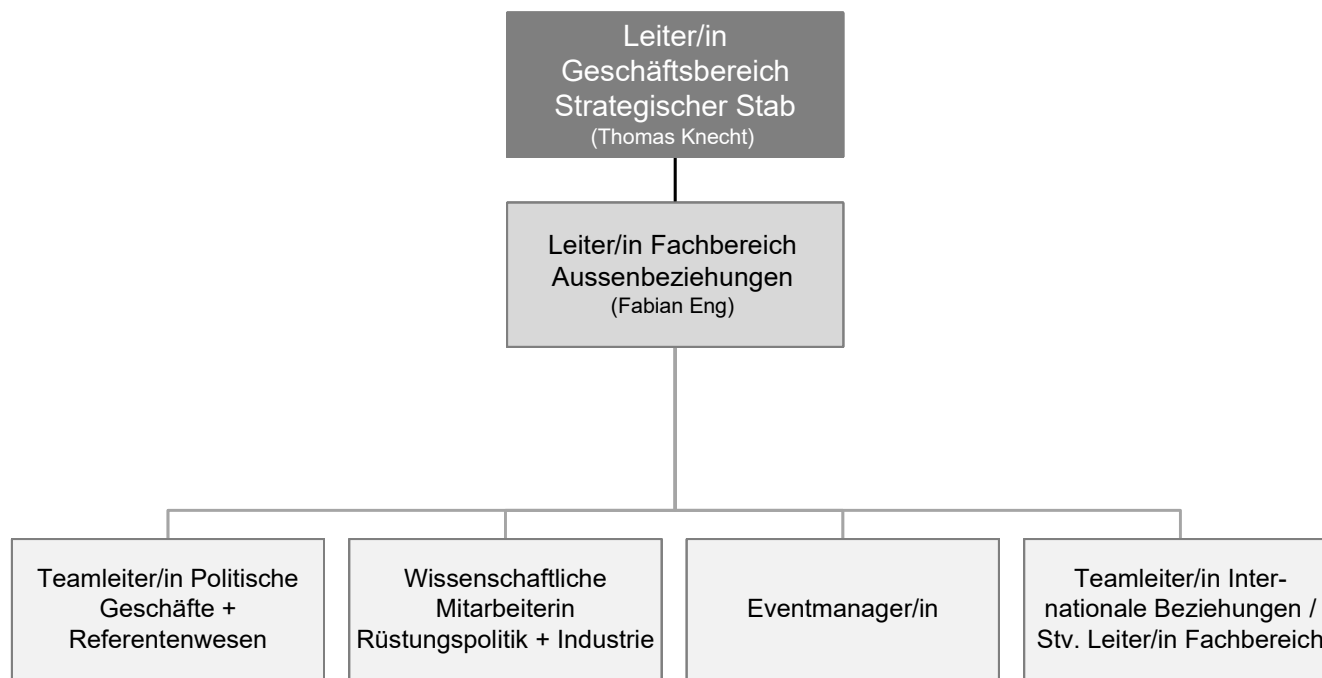 Leiter/in
Geschäftsbereich
Strategischer Stab
(Thomas Knecht)
Leiter/in Fachbereich
Aussenbeziehungen
(Fabian Eng)
Teamleiter/in Politische
Geschäfte +
Referentenwesen
Wissenschaftliche
Mitarbeiterin
Rüstungspolitik + Industrie
Eventmanager/in
Teamleiter/in Inter-
nationale Beziehungen /
Stv. Leiter/in Fachbereich